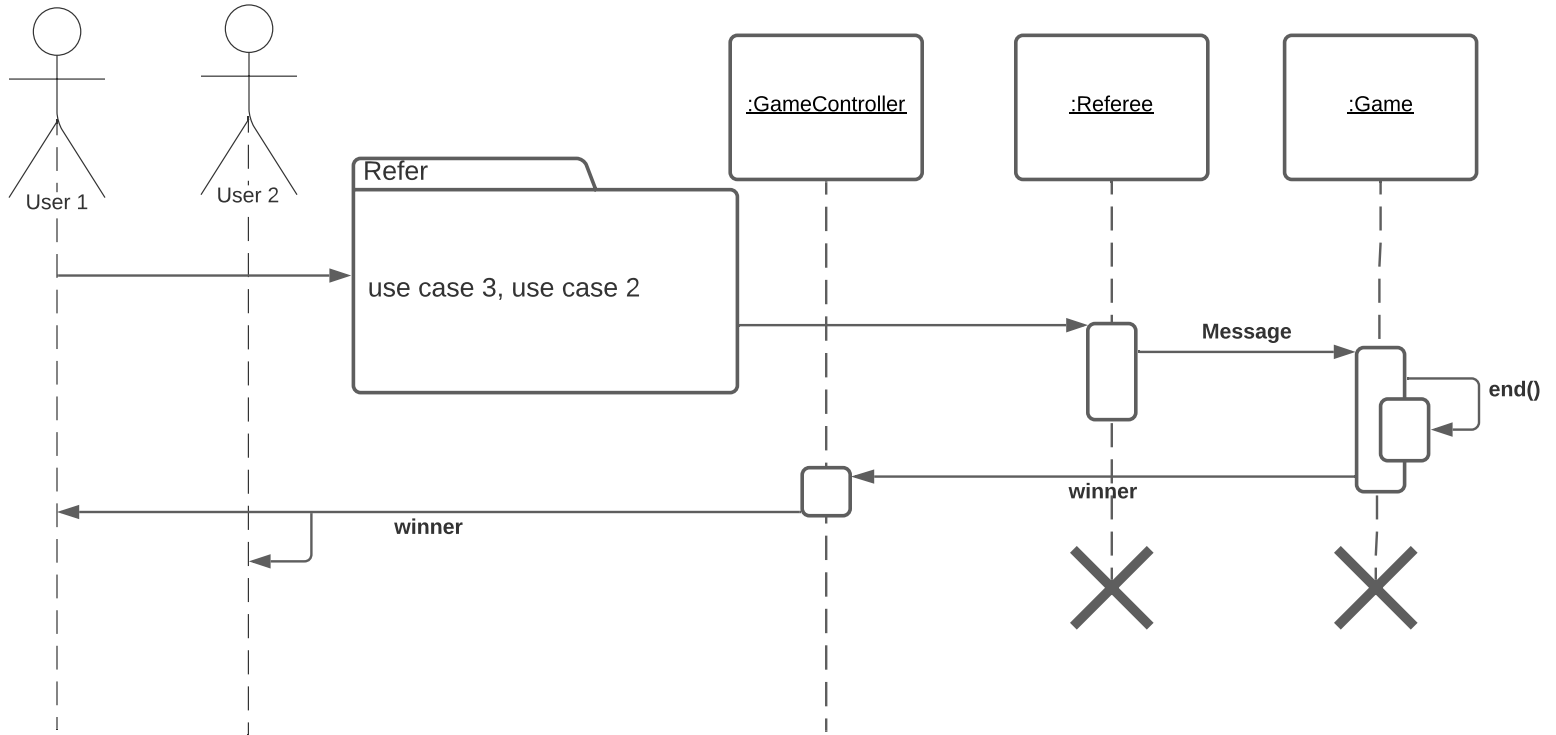 User 1
User 2
Refer
use case 3, use case 2
:GameController
:Referee
:Game
Message
end()
winner
winner